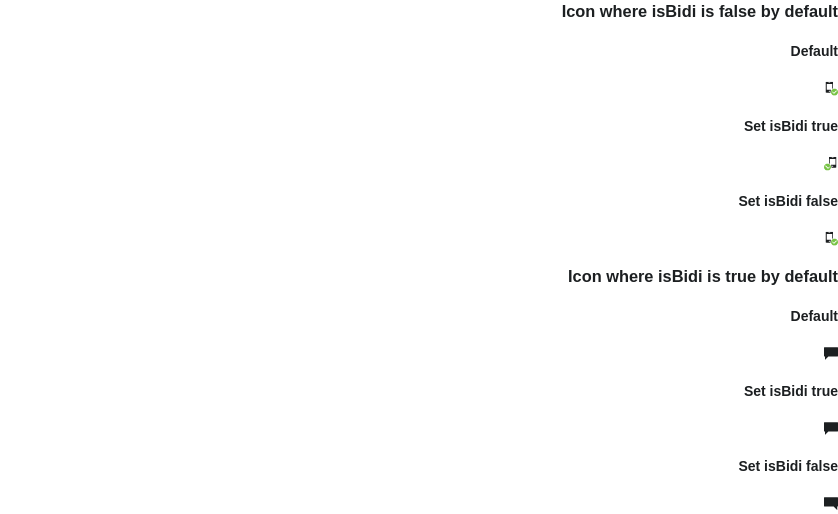 Icon where isBidi is false by default
Default
Set isBidi true
Set isBidi false
Icon where isBidi is true by default
Default
Set isBidi true
Set isBidi false